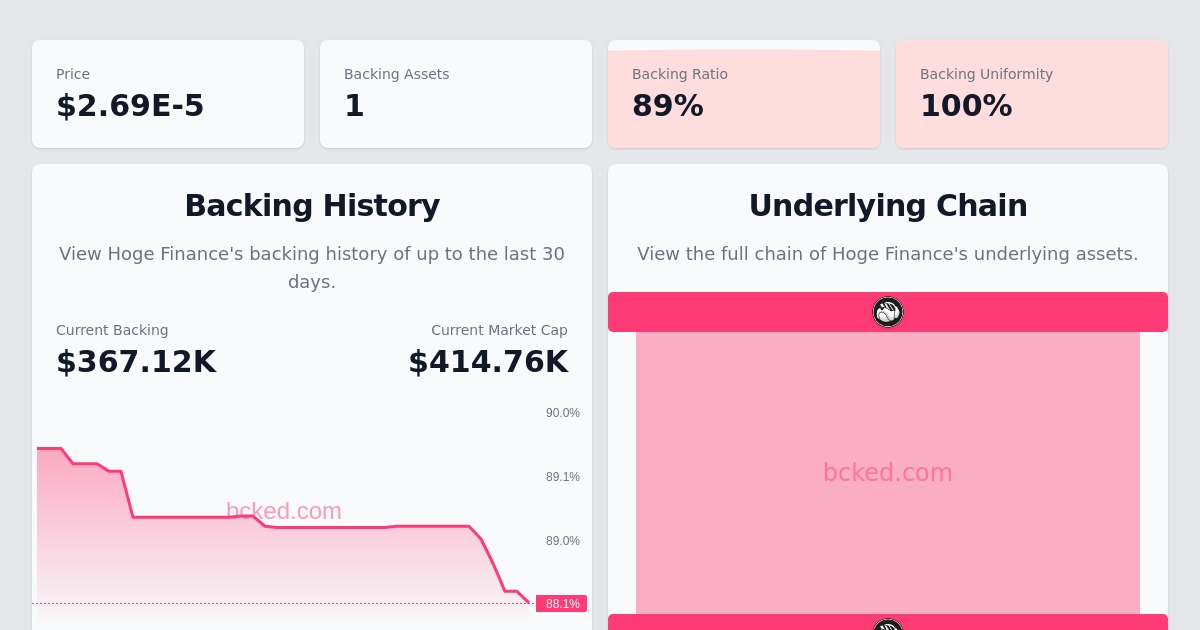 Price
$2.69E-5
Backing Assets
1
Backing Ratio
89%
Backing Uniformity
100%
Backing History
View Hoge Finance's backing history of up to the last 30
days.
Current Backing
$367.12K
Current Market Cap
$414.76K
90.0%
89.1%
89.0%
88.1%
bcked.com
Underlying Chain
View the full chain of Hoge Finance's underlying assets.
bcked.com